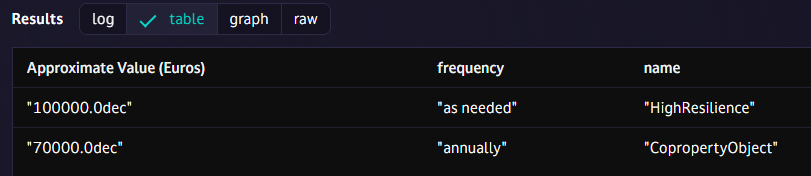 Results log table graph raw
Approximate Value (Euros) frequency name
"100000.0dec" "as needed" "HighResilience"
"70000.0dec" "annually" "CopropertyObject"